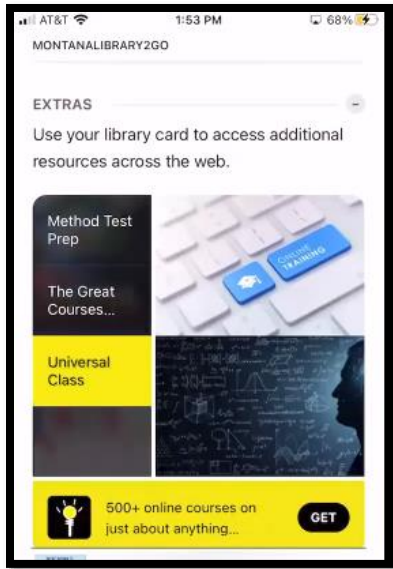 AT&T 1:53 PM 68%
MONTANALIBRARY2GO
EXTRAS
Use your library card to access additional
resources across the web.
Method Test
Prep
The Great
Courses...
Universal
Class
ONLINE
TRAINING
500+ online courses on
just about anything...
GET